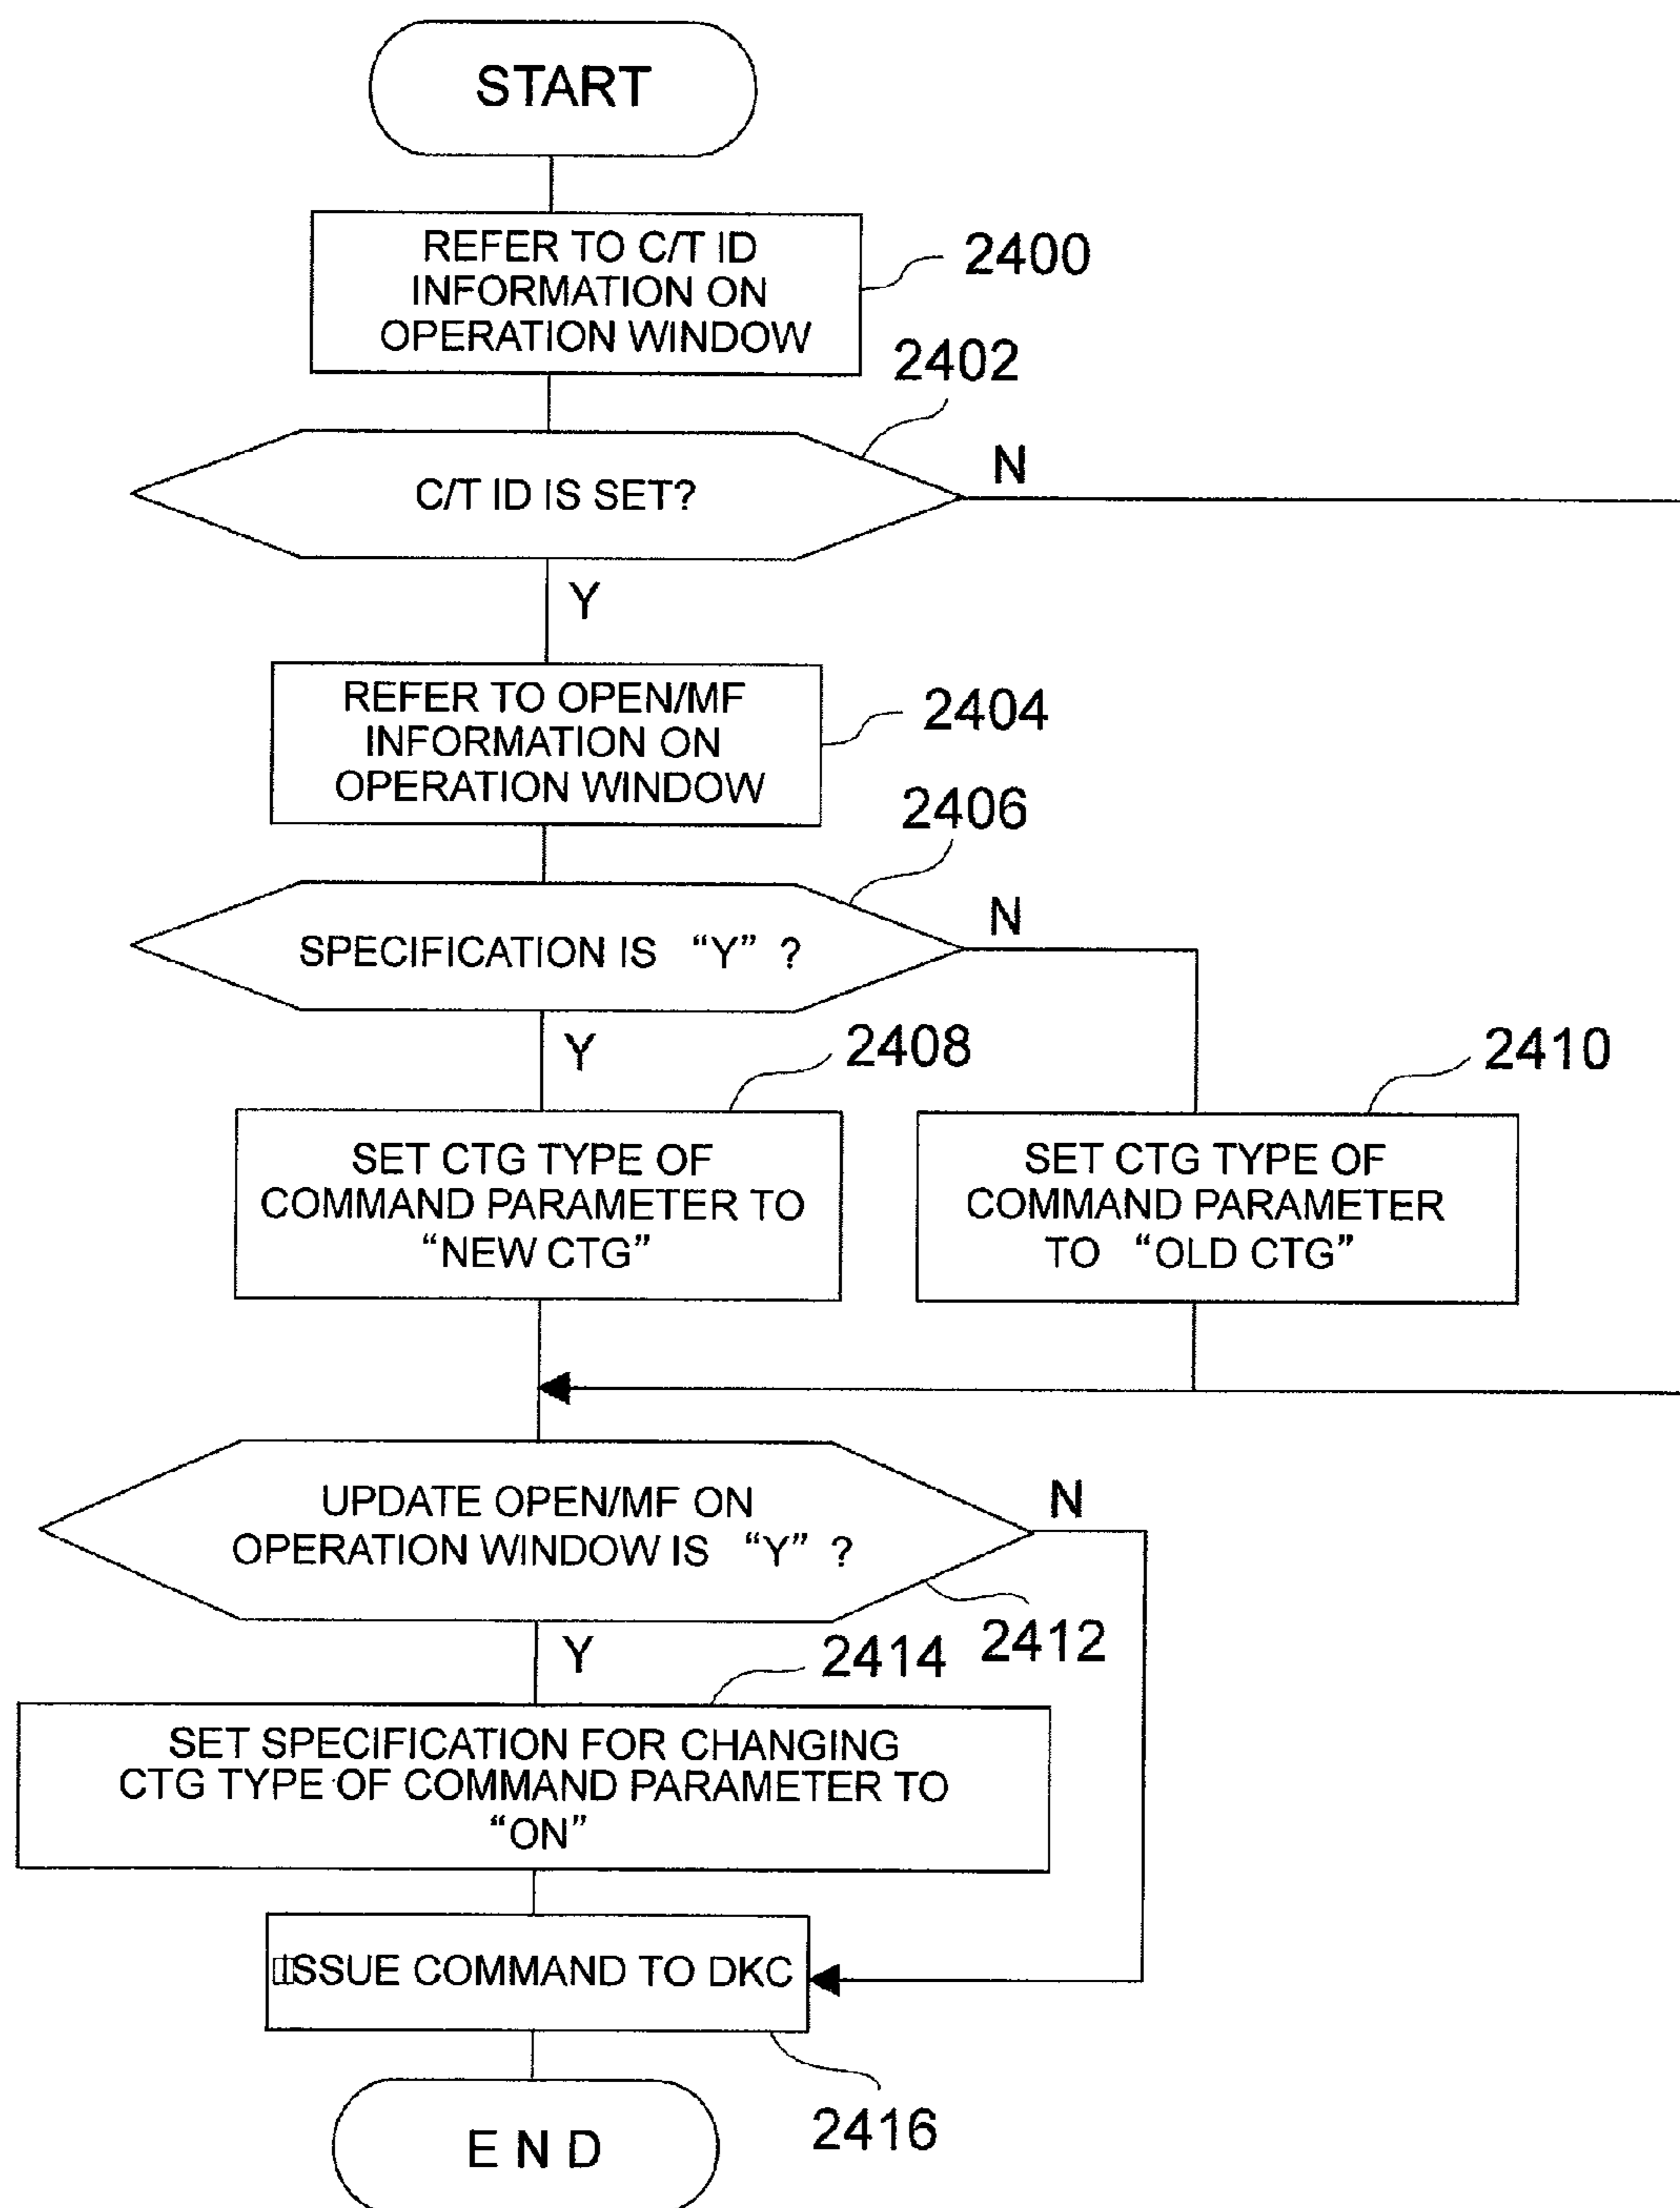 START
REFER TO C/T ID
INFORMATION ON
OPERATION WINDOW
2400
2402
C/T ID IS SET?
N
Y
REFER TO OPEN/MF
INFORMATION ON
OPERATION WINDOW
2404
2406
SPECIFICATION IS “Y” ?
N
Y
2408
2410
SET CTG TYPE OF
COMMAND PARAMETER TO
“NEW CTG”
SET CTG TYPE OF
COMMAND PARAMETER
TO “OLD CTG”
UPDATE OPEN/MF ON
OPERATION WINDOW IS “Y” ?
N
2412
Y
2414
SET SPECIFICATION FOR CHANGING
CTG TYPE OF COMMAND PARAMETER TO
“ON”
ISSUE COMMAND TO DKC
2416
END